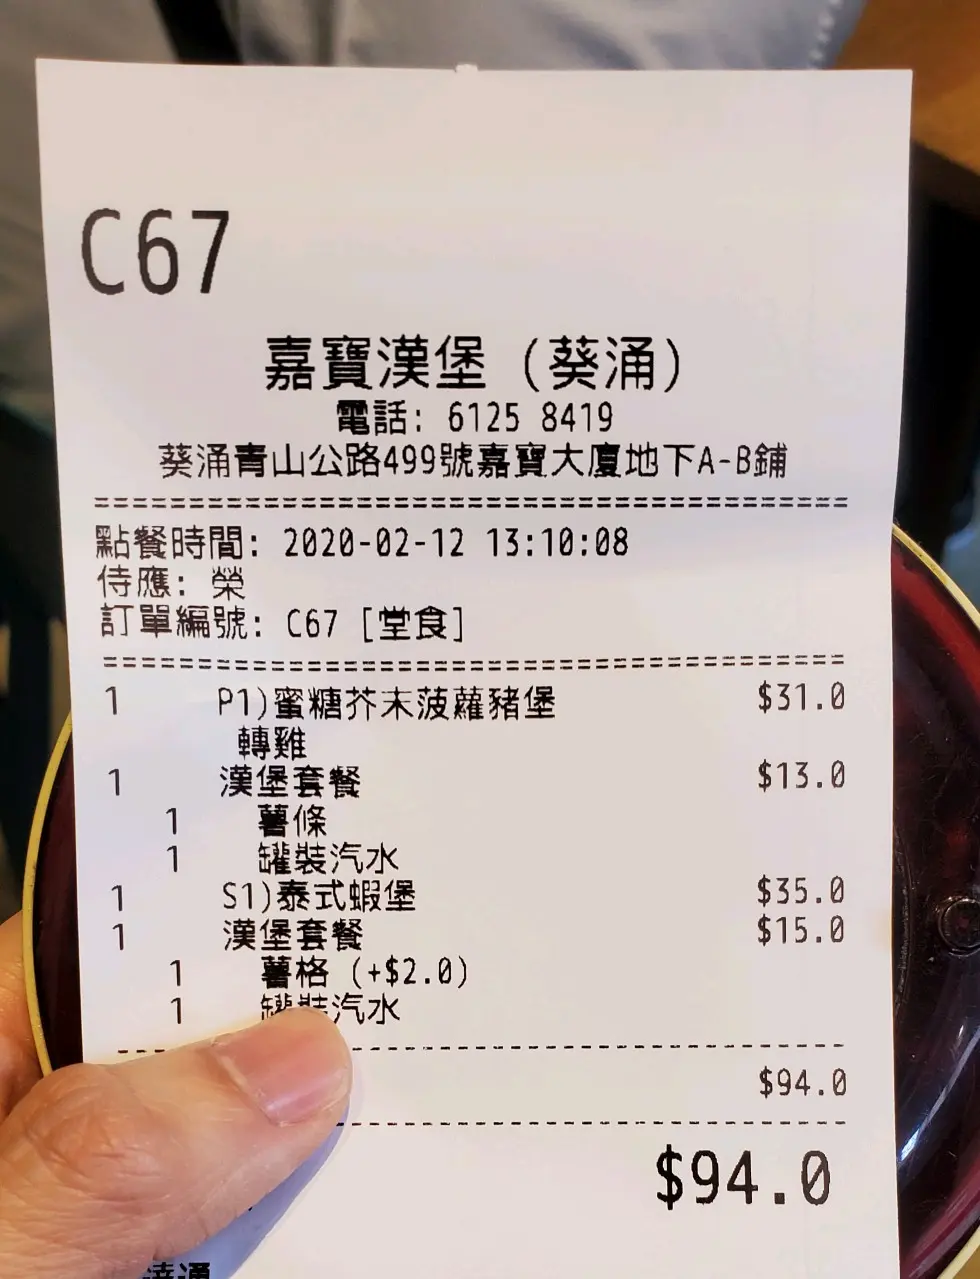 C67
嘉寶漢堡 (葵涌)
電話: 6125 8419
葵涌青山公路499號嘉寶大廈地下A-B鋪
點餐時間: 2020-02-12 13:10:08
侍應: 榮
訂單編號: C67 [堂食]
1 P1)蜜糖芥末菠蘿豬堡 $31.0
轉雞
1 漢堡套餐 $13.0
1 薯條
1 罐裝汽水
1 S1)泰式蝦堡 $35.0
1 漢堡套餐 $15.0
1 薯格 (+$2.0)
1 罐裝汽水
$94.0
$94.0